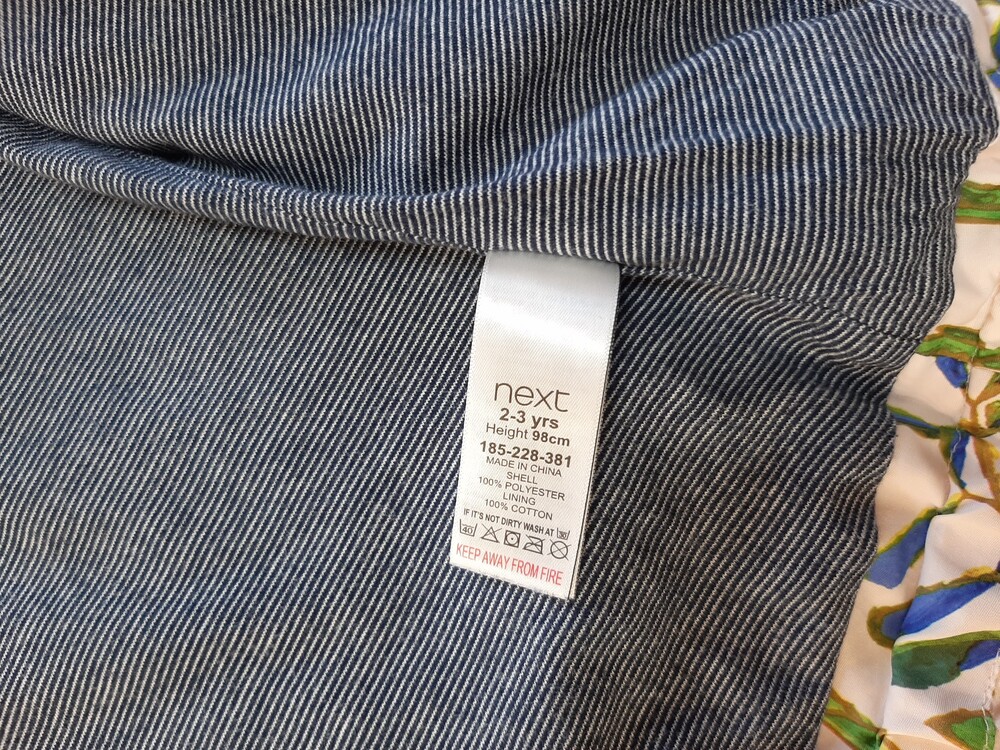 next
2-3 yrs
Height 98cm
185-228-381
MADE IN CHINA
SHELL
100% POLYESTER
LINING
100% COTTON
IF IT'S NOT DIRTY WASH AT 30
40
KEEP AWAY FROM FIRE